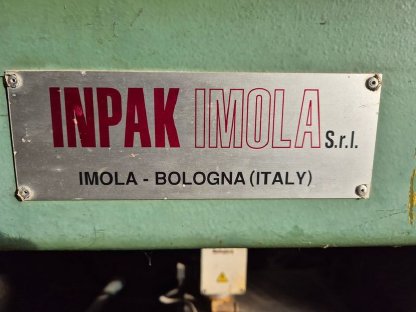 INPAK IMOLA S.r.l.
IMOLA - BOLOGNA (ITALY)